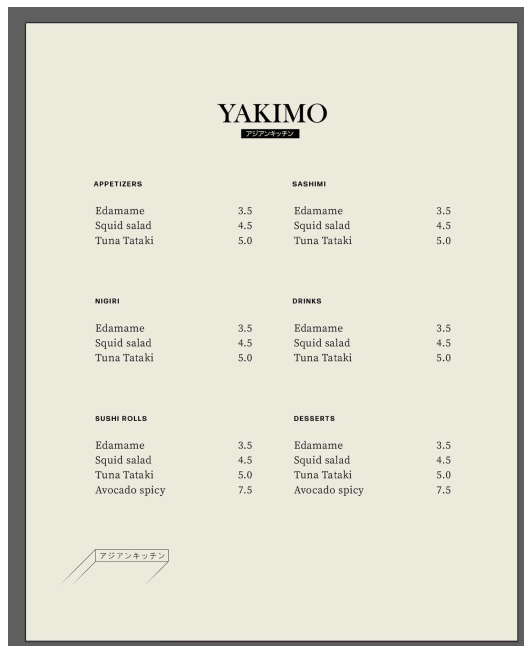 YAKIMO
アジアンキッチン
APPETIZERS
Edamame 3.5
Squid salad 4.5
Tuna Tataki 5.0
SASHIMI
Edamame 3.5
Squid salad 4.5
Tuna Tataki 5.0
NIGIRI
Edamame 3.5
Squid salad 4.5
Tuna Tataki 5.0
DRINKS
Edamame 3.5
Squid salad 4.5
Tuna Tataki 5.0
SUSHI ROLLS
Edamame 3.5
Squid salad 4.5
Tuna Tataki 5.0
Avocado spicy 7.5
DESSERTS
Edamame 3.5
Squid salad 4.5
Tuna Tataki 5.0
Avocado spicy 7.5
アジアンキッチン